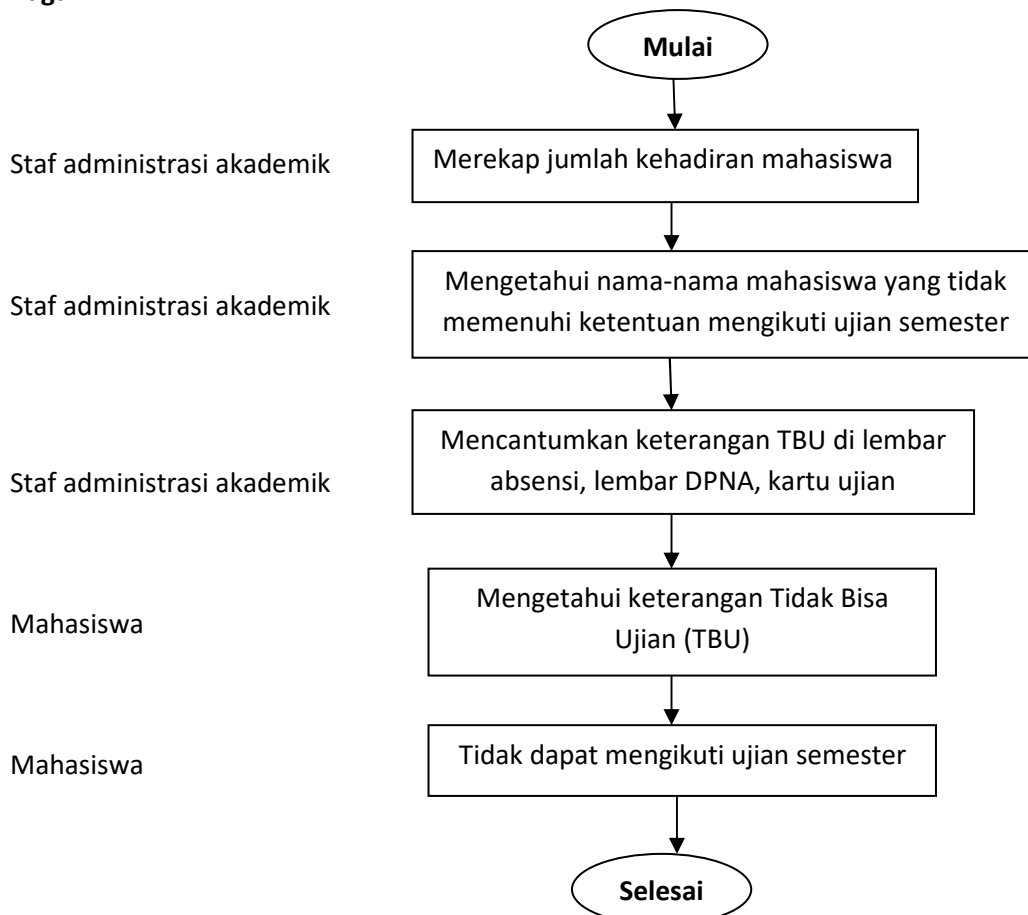 Mulai
Staf administrasi akademik
Merekap jumlah kehadiran mahasiswa
Staf administrasi akademik
Mengetahui nama-nama mahasiswa yang tidak
memenuhi ketentuan mengikuti ujian semester
Staf administrasi akademik
Mencantumkan keterangan TBU di lembar
absensi, lembar DPNA, kartu ujian
Mahasiswa
Mengetahui keterangan Tidak Bisa
Ujian (TBU)
Mahasiswa
Tidak dapat mengikuti ujian semester
Selesai